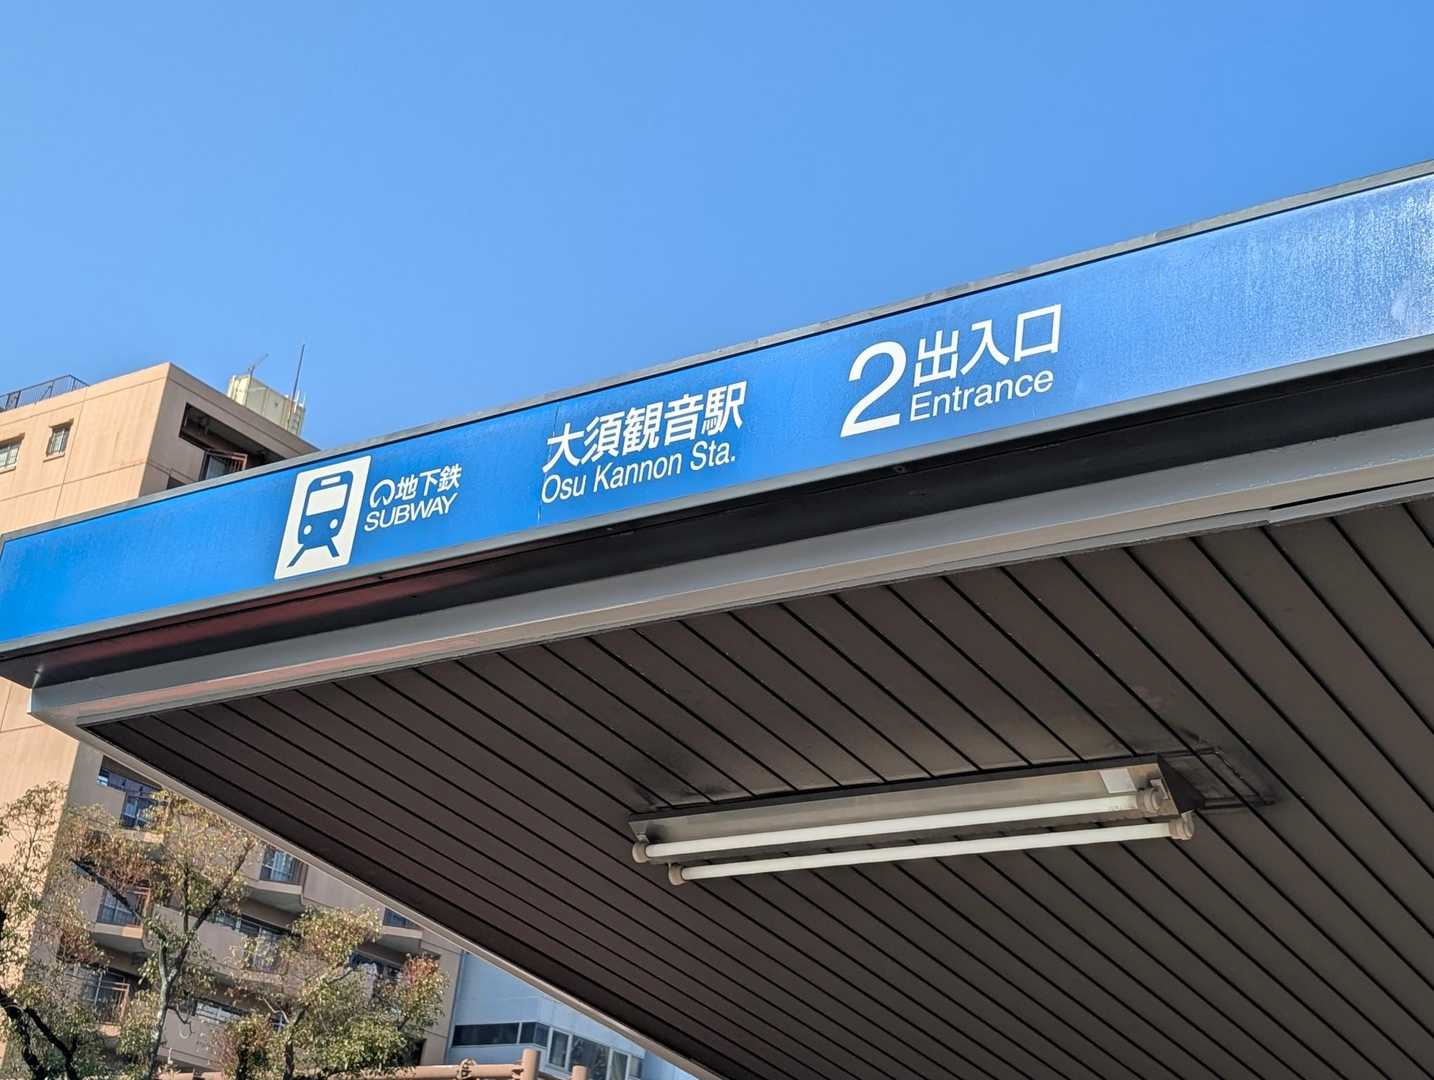 地下鉄
SUBWAY
大須観音駅
Osu Kannon Sta.
2 出入口
Entrance